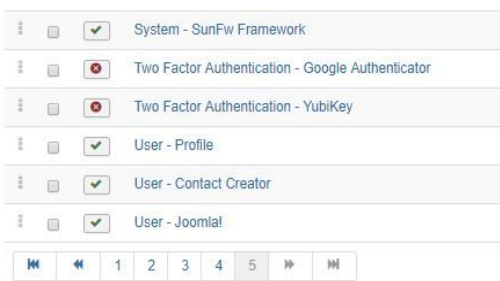 System - SunFw Framework
Two Factor Authentication - Google Authenticator
Two Factor Authentication - YubiKey
User - Profile
User - Contact Creator
User - Joomla!
1 2 3 4 5